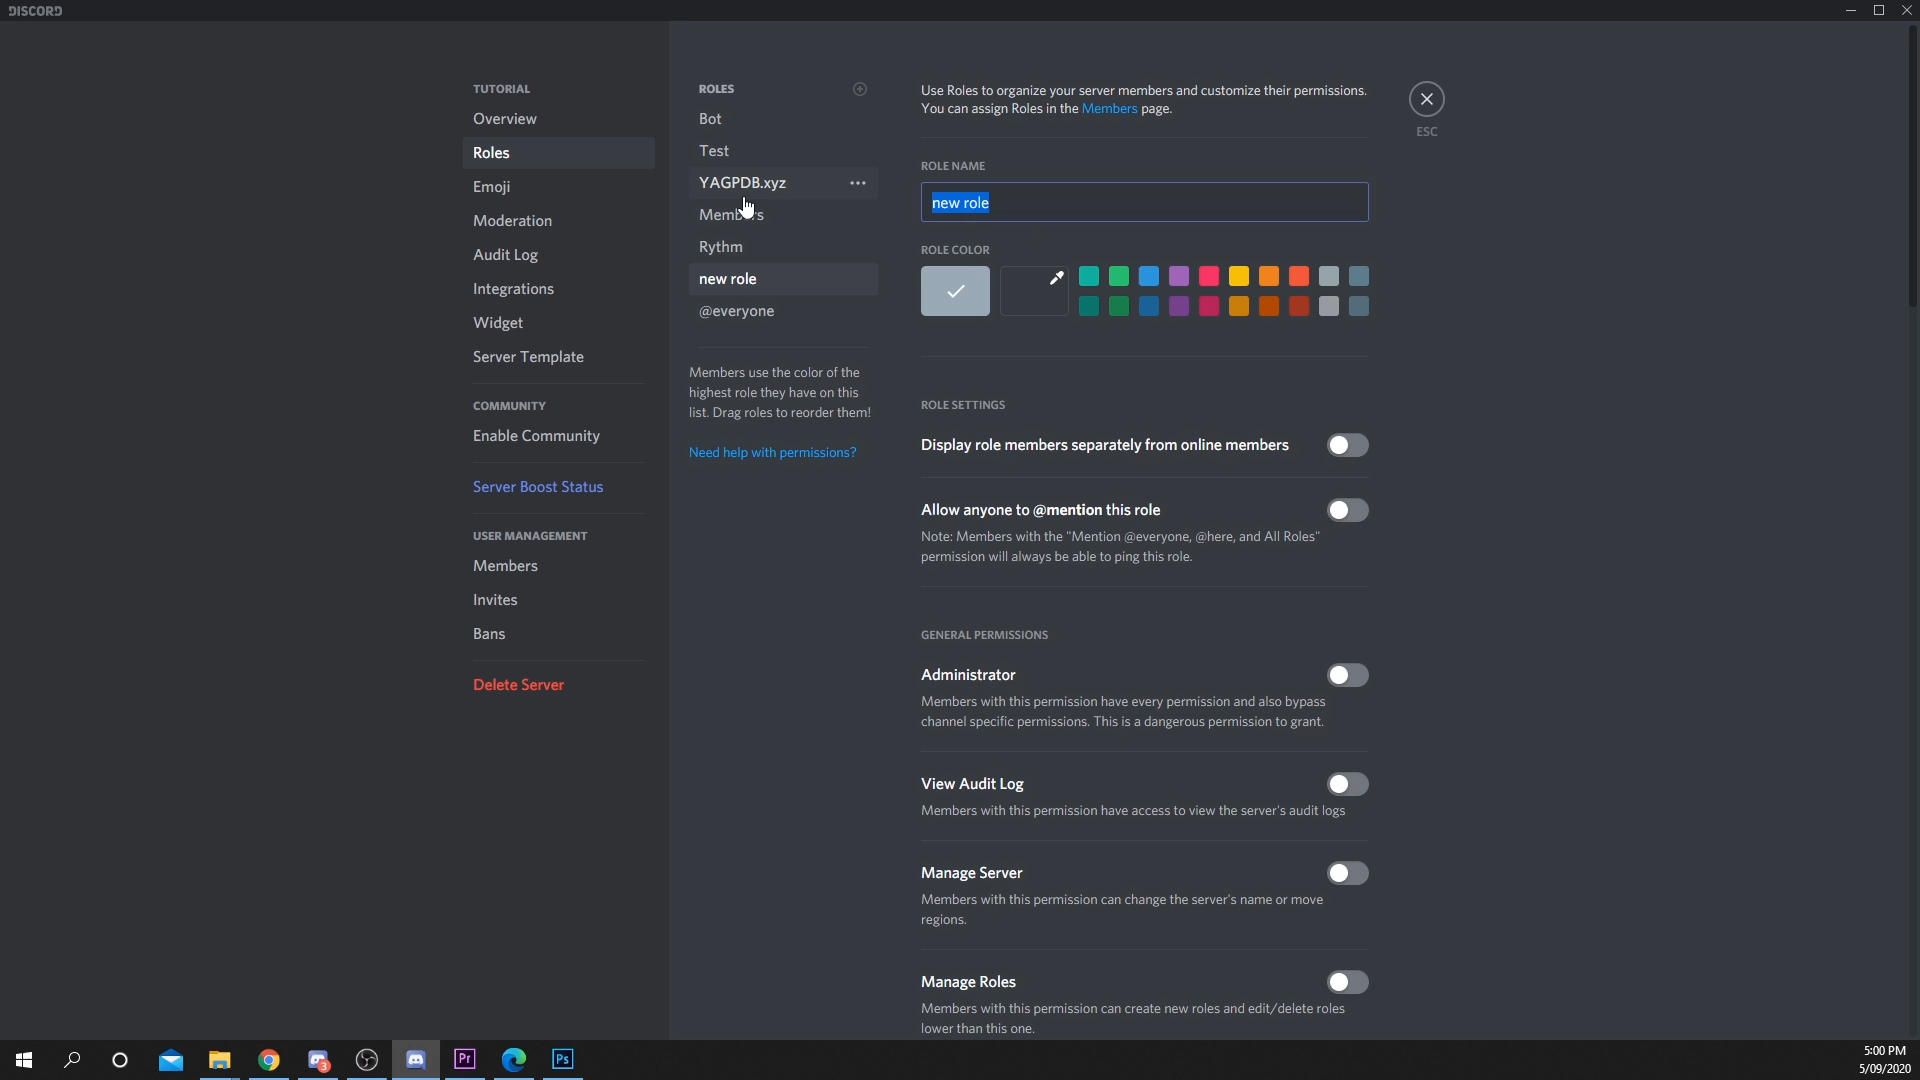 DISCORD
TUTORIAL
Overview
Roles
Emoji
Moderation
Audit Log
Integrations
Widget
Server Template
COMMUNITY
Enable Community
Server Boost Status
USER MANAGEMENT
Members
Invites
Bans
Delete Server
ROLES
Bot
Test
YAGPDB.xyz
Members
Rythm
new role
@everyone
Members use the color of the
highest role they have on this
list. Drag roles to reorder them!
Need help with permissions?
Use Roles to organize your server members and customize their permissions.
You can assign Roles in the Members page.
ESC
ROLE NAME
new role
ROLE COLOR
ROLE SETTINGS
Display role members separately from online members
Allow anyone to @mention this role
Note: Members with the "Mention @everyone, @here, and All Roles"
permission will always be able to ping this role.
GENERAL PERMISSIONS
Administrator
Members with this permission have every permission and also bypass
channel specific permissions. This is a dangerous permission to grant.
View Audit Log
Members with this permission have access to view the server's audit logs
Manage Server
Members with this permission can change the server's name or move
regions.
Manage Roles
Members with this permission can create new roles and edit/delete roles
lower than this one.
3
Pr
Ps
5:00 PM
5/09/2020